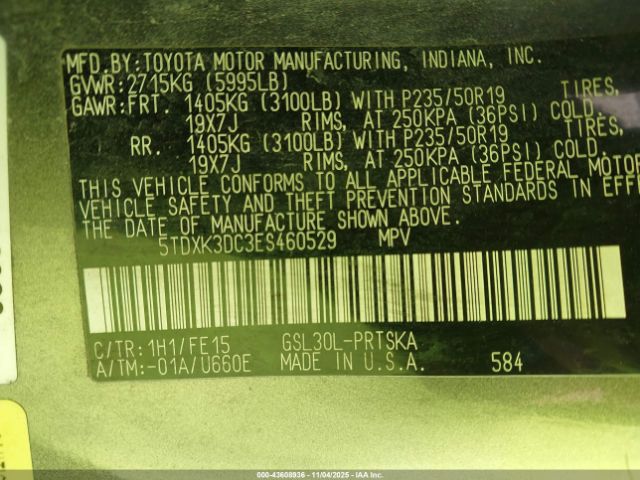 MFD.BY:TOYOTA MOTOR MANUFACTURING, INDIANA, INC.
GVWR:2715KG (5995LB)
GAWR:FRT. 1405KG (3100LB) WITH P235/50R19 TIRES,
19X7J RIMS, AT 250KPA (36PSI) COLD.
RR. 1405KG (3100LB) WITH P235/50R19 TIRES,
19X7J RIMS, AT 250KPA (36PSI) COLD.
THIS VEHICLE CONFORMS TO ALL APPLICABLE FEDERAL MOTOR
VEHICLE SAFETY AND THEFT PREVENTION STANDARDS IN EFF
THE DATE OF MANUFACTURE SHOWN ABOVE.
5TDXK3DC3ES460529 MPV
C/TR:1H1/FE15 GSL30L-PRTSKA
A/TM:-01A/U660E MADE IN U.S.A. 584
000-43608936 - 11/04/2025 - IAA Inc.